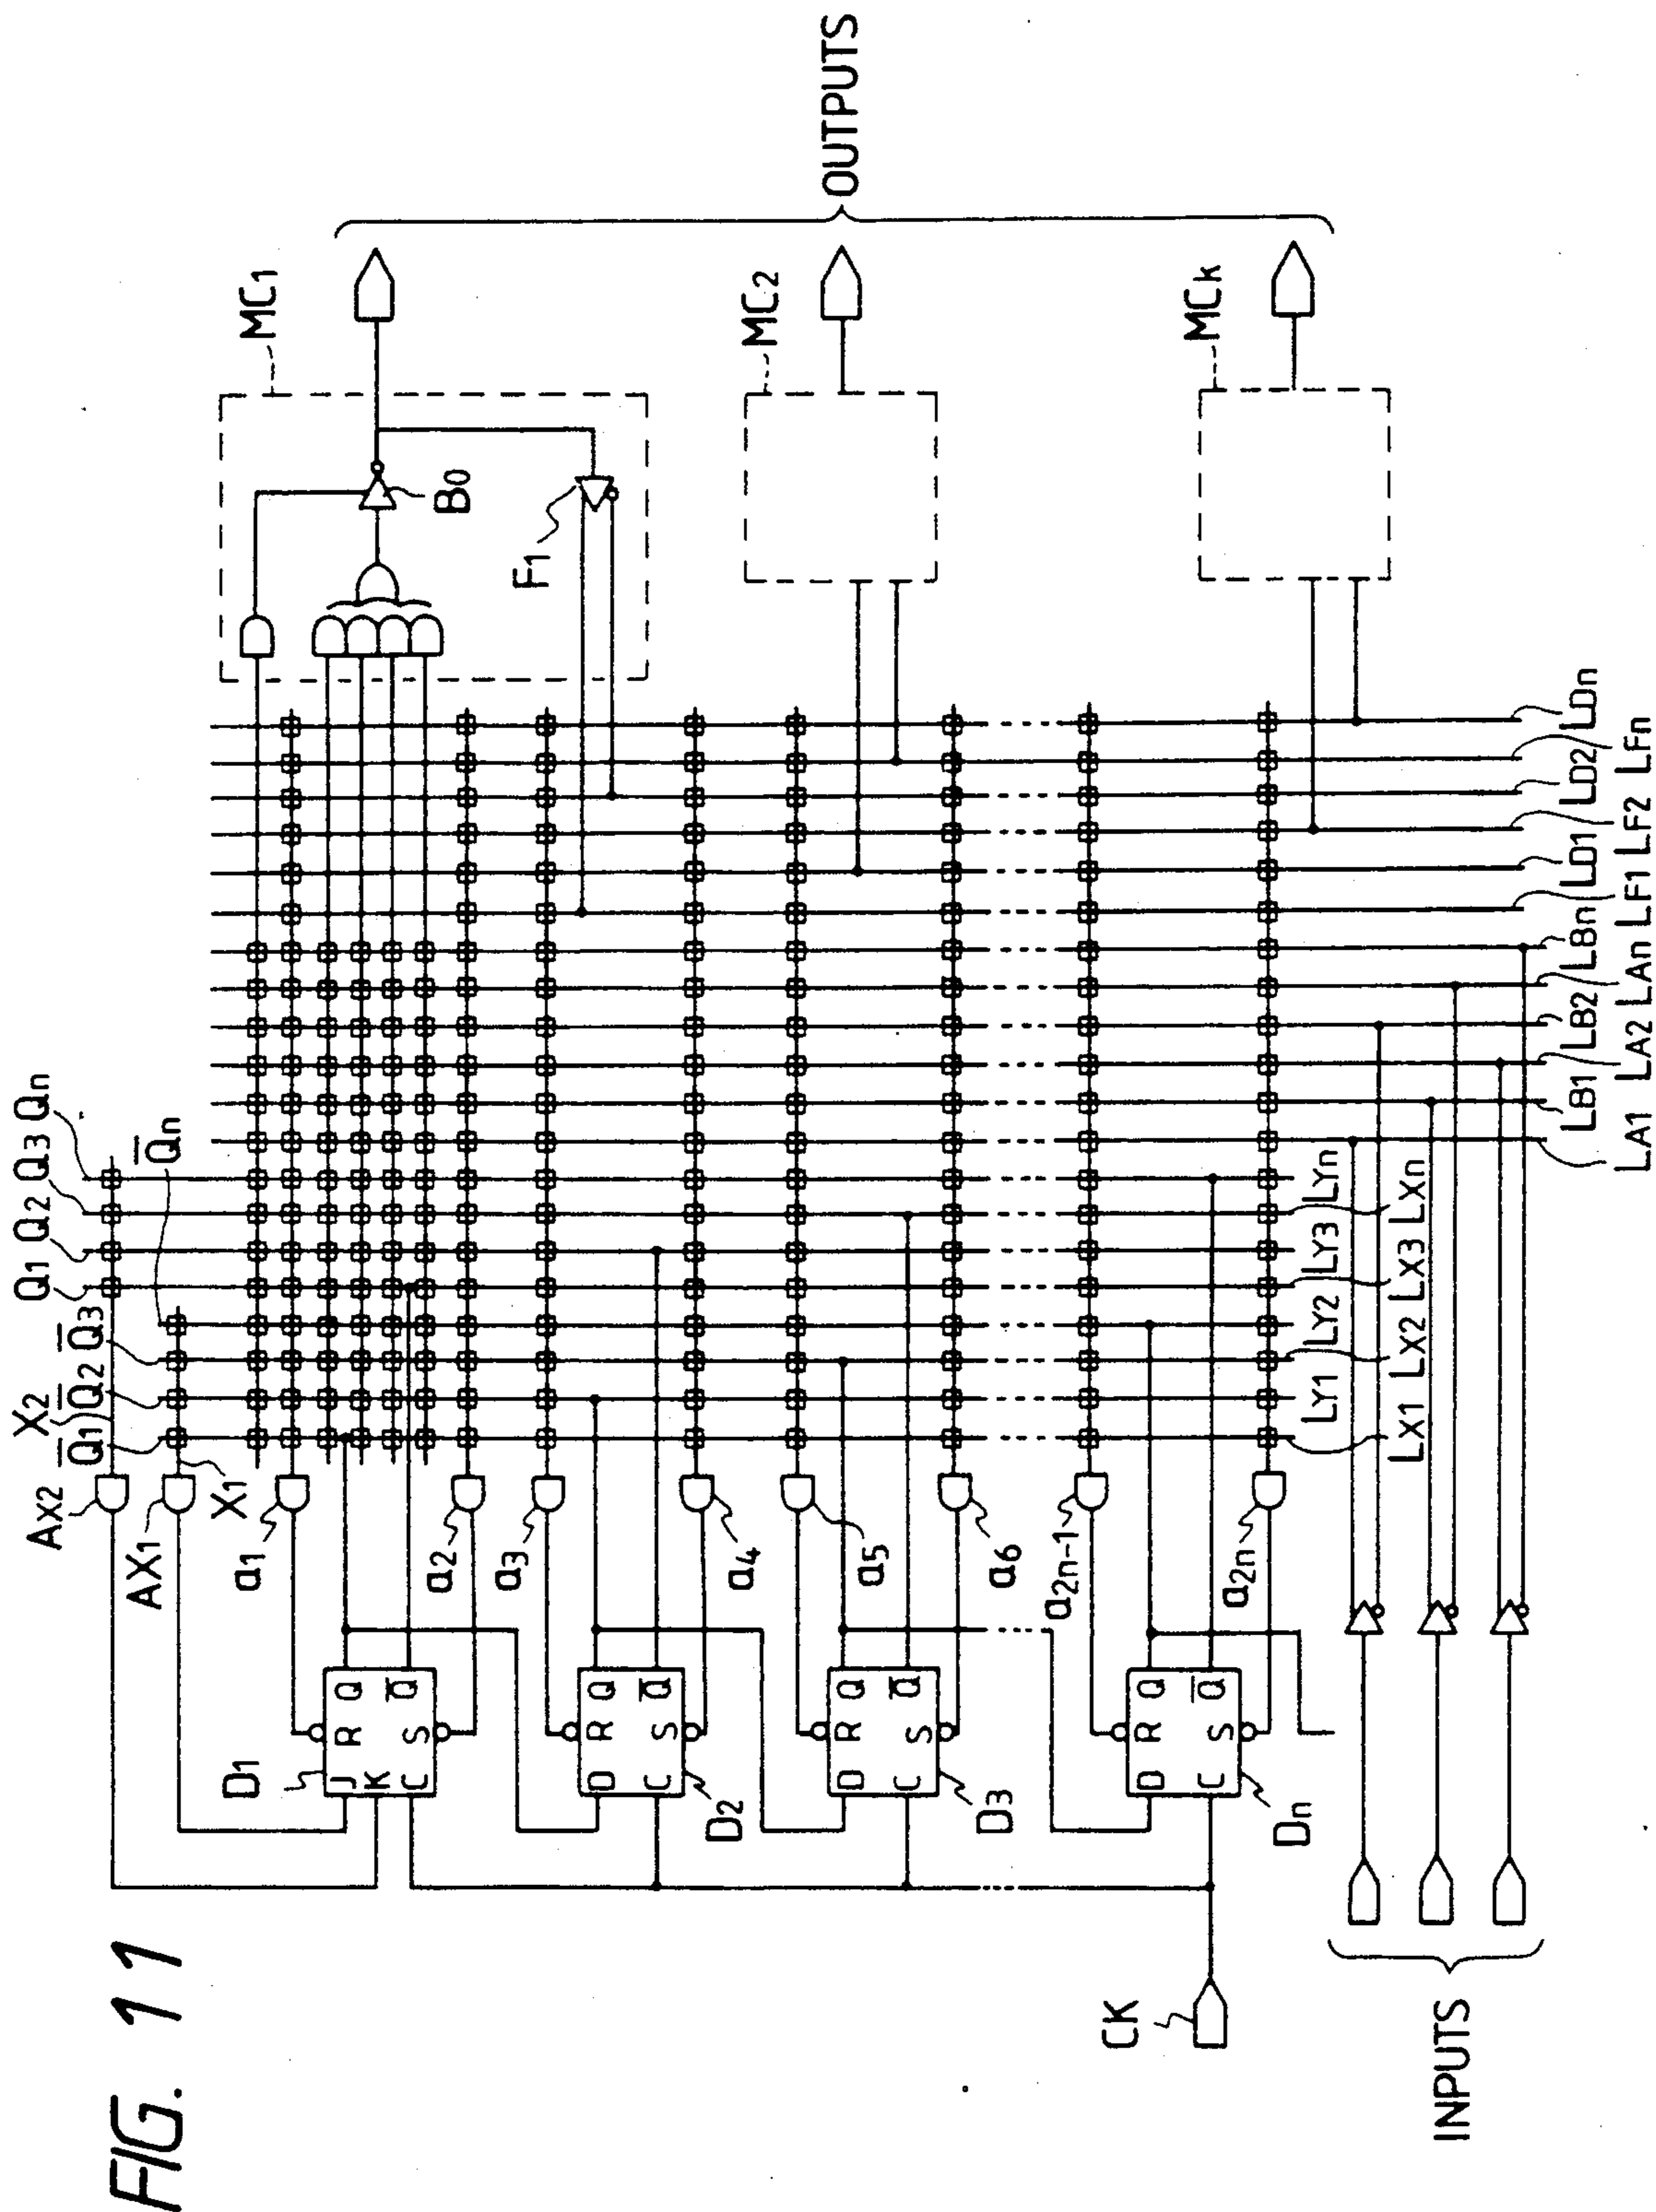 FIG. 11
X2
Q̅1 Q̅2 Q̅3
Q1 Q2 Q3 Qn
Q̅n
AX2
AX1
X1
a1
a2
a3
a4
a5
a6
a2n-1
a2n
D1
J K C
R S
Q Q̅
D2
D C
R S
Q Q̅
D3
D C
R S
Q Q̅
Dn
D C
R S
Q Q̅
MC1
B0
F1
MC2
MCk
OUTPUTS
CK
INPUTS
LY1 LY2 LY3 LYn
LX1 LX2 LX3 LXn
LB1 LB2 LBn LD1 LD2 LDn
LA1 LA2 LAn LF1 LF2 LFn